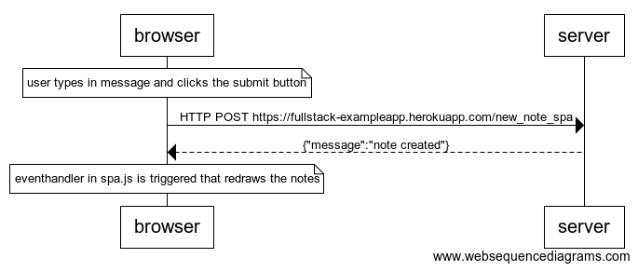 browser
server
user types in message and clicks the submit button
HTTP POST https://fullstack-exampleapp.herokuapp.com/new_note_spa
{"message":"note created"}
eventhandler in spa.js is triggered that redraws the notes
browser
server
www.websequencediagrams.com